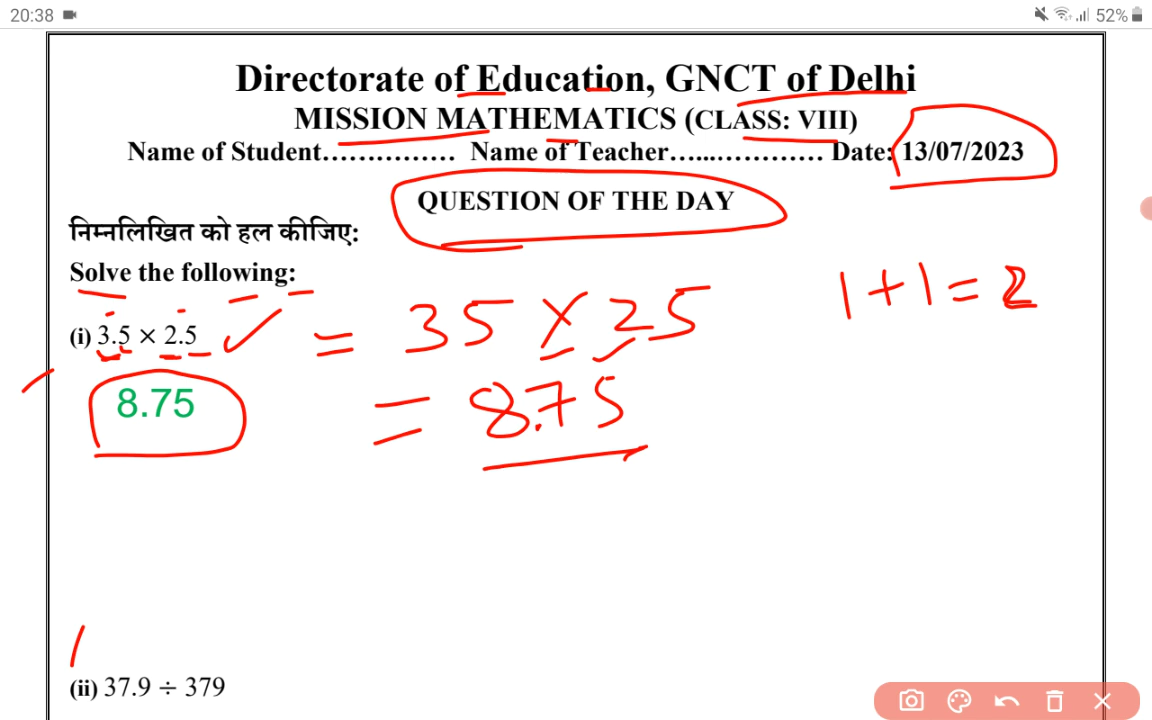 20:38 52%
Directorate of Education, GNCT of Delhi
MISSION MATHEMATICS (CLASS: VIII)
Name of Student…………… Name of Teacher…...………… Date: 13/07/2023
QUESTION OF THE DAY
निम्नलिखित को हल कीजिए:
Solve the following:
1+1=2
(i) 3.5 × 2.5 = 35 × 25
8.75 = 8.75
(ii) 37.9 ÷ 379